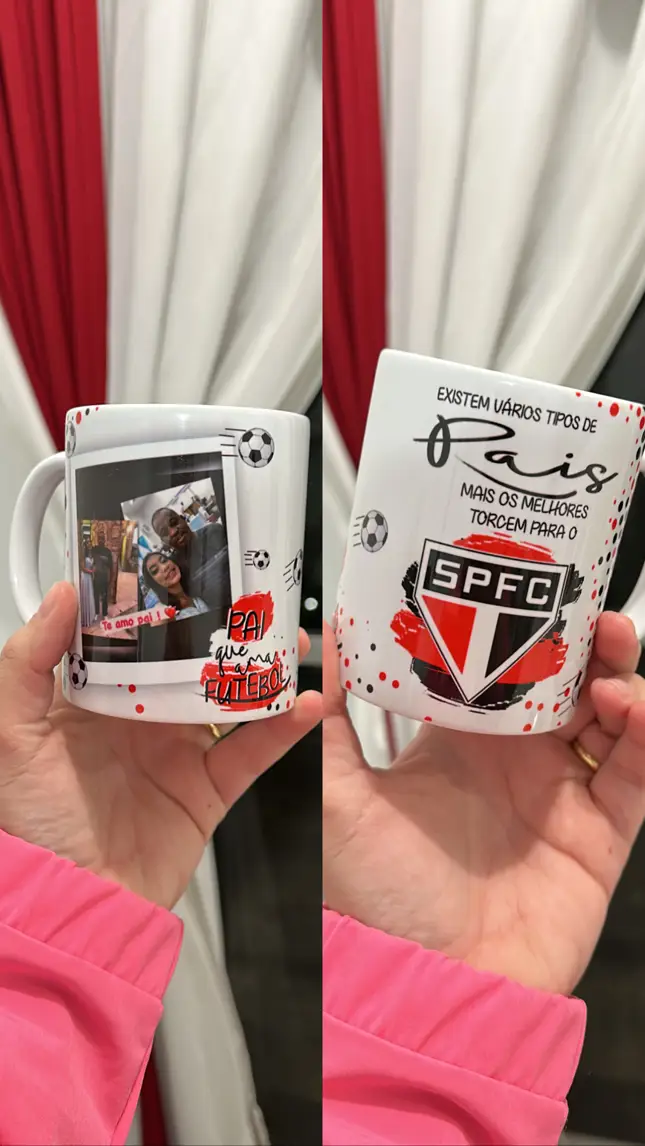 Te amo pai !
PAI
que
ama
FUTEBOL
EXISTEM VÁRIOS TIPOS DE
Pais
MAIS OS MELHORES
TORCEM PARA O
SPFC